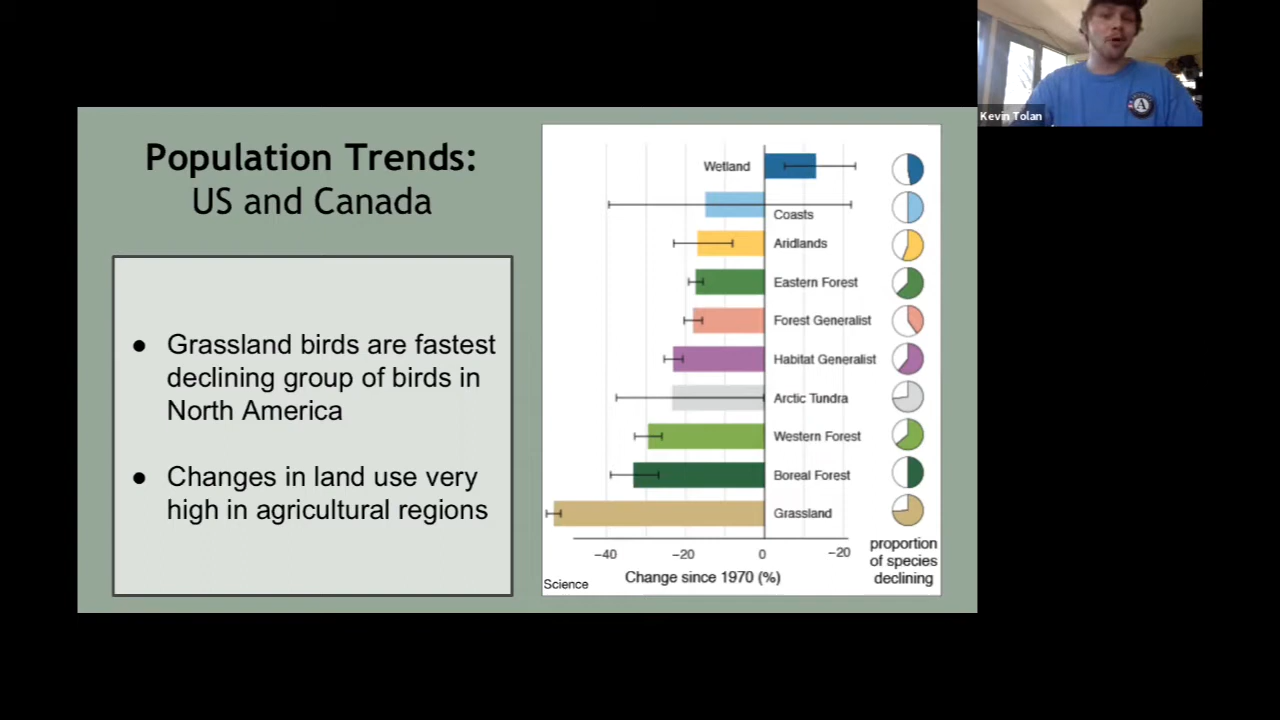 Kevin Tolan
Population Trends:
US and Canada
● Grassland birds are fastest
declining group of birds in
North America
● Changes in land use very
high in agricultural regions
Wetland
Coasts
Aridlands
Eastern Forest
Forest Generalist
Habitat Generalist
Arctic Tundra
Western Forest
Boreal Forest
Grassland
−40 −20 0 −20
Change since 1970 (%)
proportion
of species
declining
Science
A